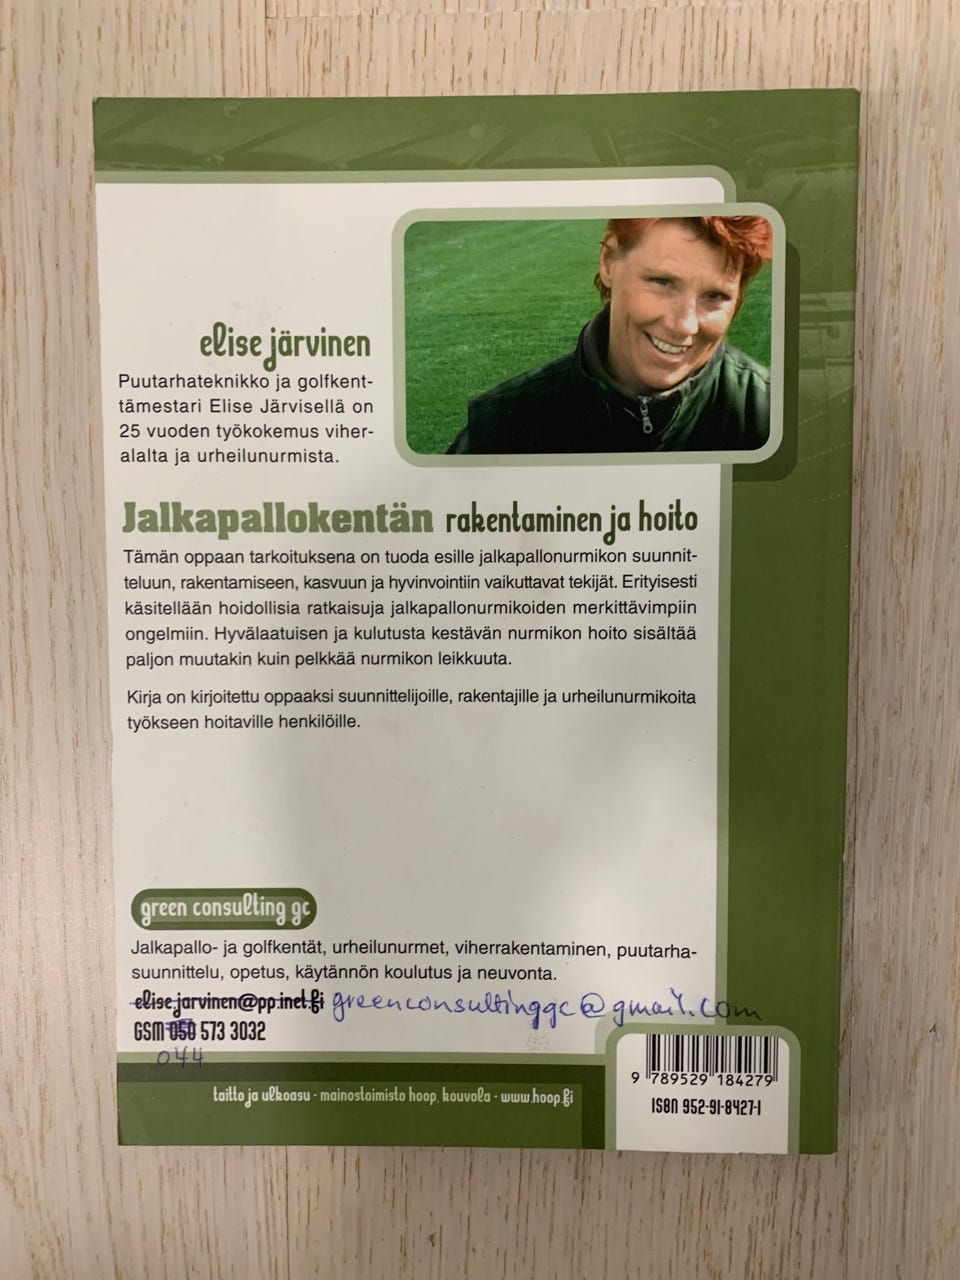 elise järvinen
Puutarhateknikko ja golfkent-
tämestari Elise Järvisellä on
25 vuoden työkokemus viher-
alalta ja urheilunurmista.
Jalkapallokentän rakentaminen ja hoito
Tämän oppaan tarkoituksena on tuoda esille jalkapallonurmikon suunnit-
teluun, rakentamiseen, kasvuun ja hyvinvointiin vaikuttavat tekijät. Erityisesti
käsitellään hoidollisia ratkaisuja jalkapallonurmikoiden merkittävimpiin
ongelmiin. Hyvälaatuisen ja kulutusta kestävän nurmikon hoito sisältää
paljon muutakin kuin pelkkää nurmikon leikkuuta.
Kirja on kirjoitettu oppaaksi suunnittelijoille, rakentajille ja urheilunurmikoita
työkseen hoitaville henkilöille.
green consulting gc
Jalkapallo- ja golfkentät, urheilunurmet, viherrakentaminen, puutarha-
suunnittelu, opetus, käytännön koulutus ja neuvonta.
elise.jarvinen@pp.inet.fi greenconsultinggc@gmail.com
GSM 050 573 3032
044
taitto ja ulkoasu - mainostoimisto hoop, kouvola - www.hoop.fi
9 789529 184279
ISBN 952-91-8427-1